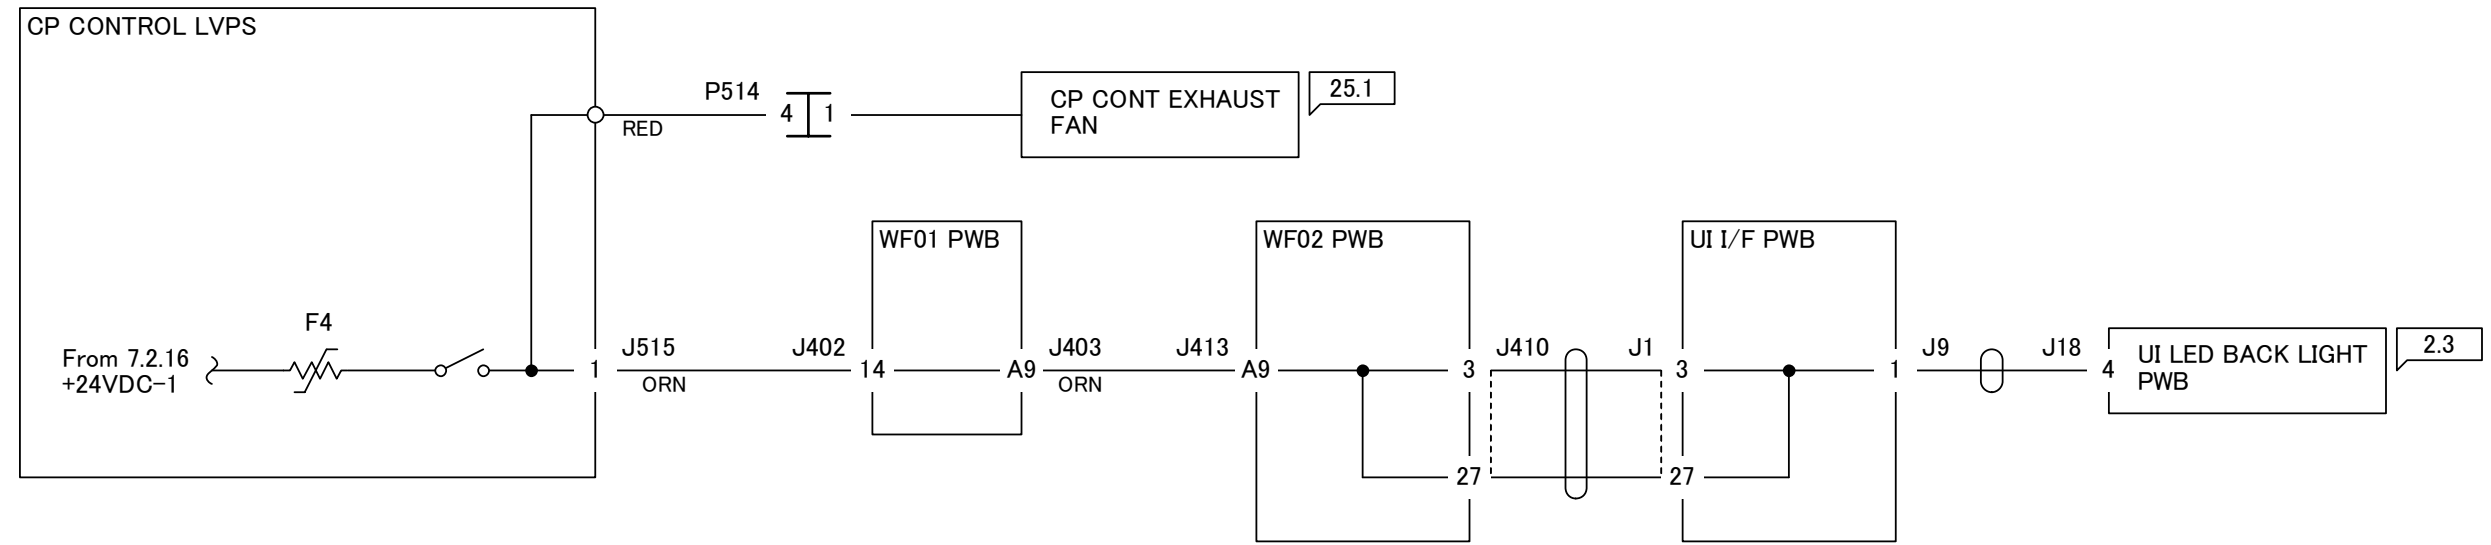 CP CONTROL LVPS
P514
4 1
RED
CP CONT EXHAUST
FAN
25.1
WF01 PWB
WF02 PWB
UI I/F PWB
F4
From 7.2.16
+24VDC-1
1
J515
ORN
J402
14
A9
J403
ORN
J413
A9
3
J410
J1
3
1
J9
J18
4
UI LED BACK LIGHT
PWB
2.3
27
27